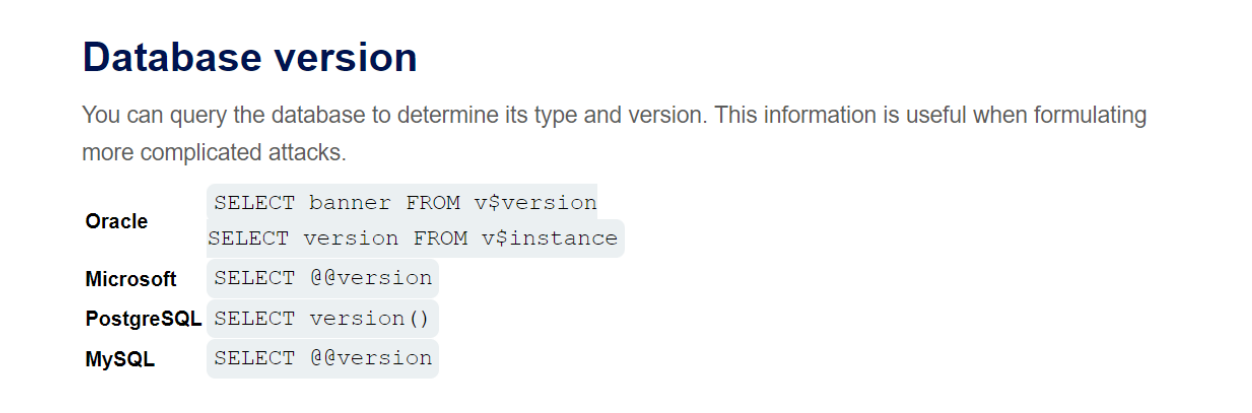 Database version
You can query the database to determine its type and version. This information is useful when formulating
more complicated attacks.
Oracle
SELECT banner FROM v$version
SELECT version FROM v$instance
Microsoft SELECT @@version
PostgreSQL SELECT version()
MySQL SELECT @@version